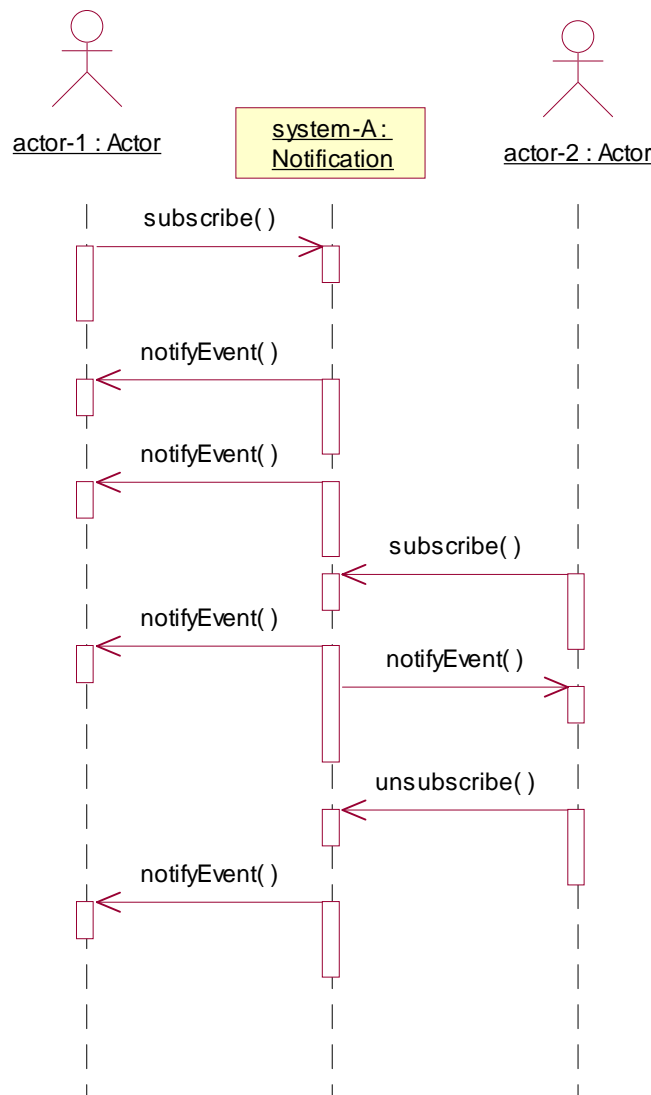 actor-1 : Actor
system-A :
Notification
actor-2 : Actor
subscribe( )
notifyEvent( )
notifyEvent( )
subscribe( )
notifyEvent( )
notifyEvent( )
unsubscribe( )
notifyEvent( )